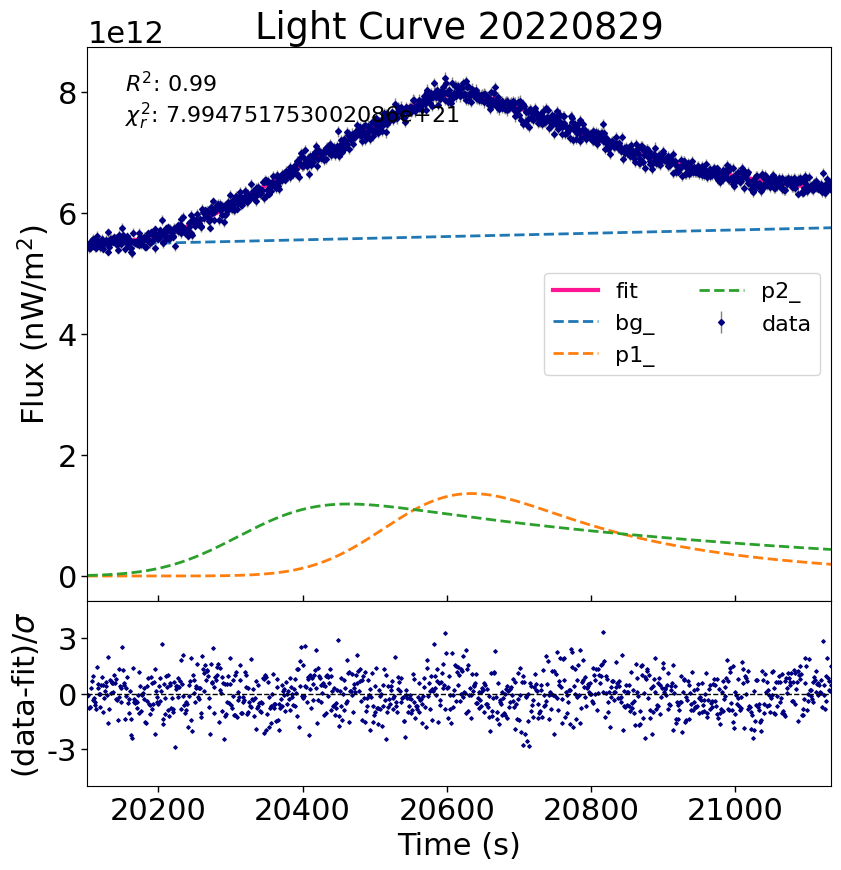 Light Curve 20220829
1e12
R²: 0.99
χ²ᵣ: 7.994751753002086e+21
Flux (nW/m²)
8
6
4
2
0
fit
bg_
p1_
p2_
data
(data-fit)/σ
3
0
-3
20200 20400 20600 20800 21000
Time (s)